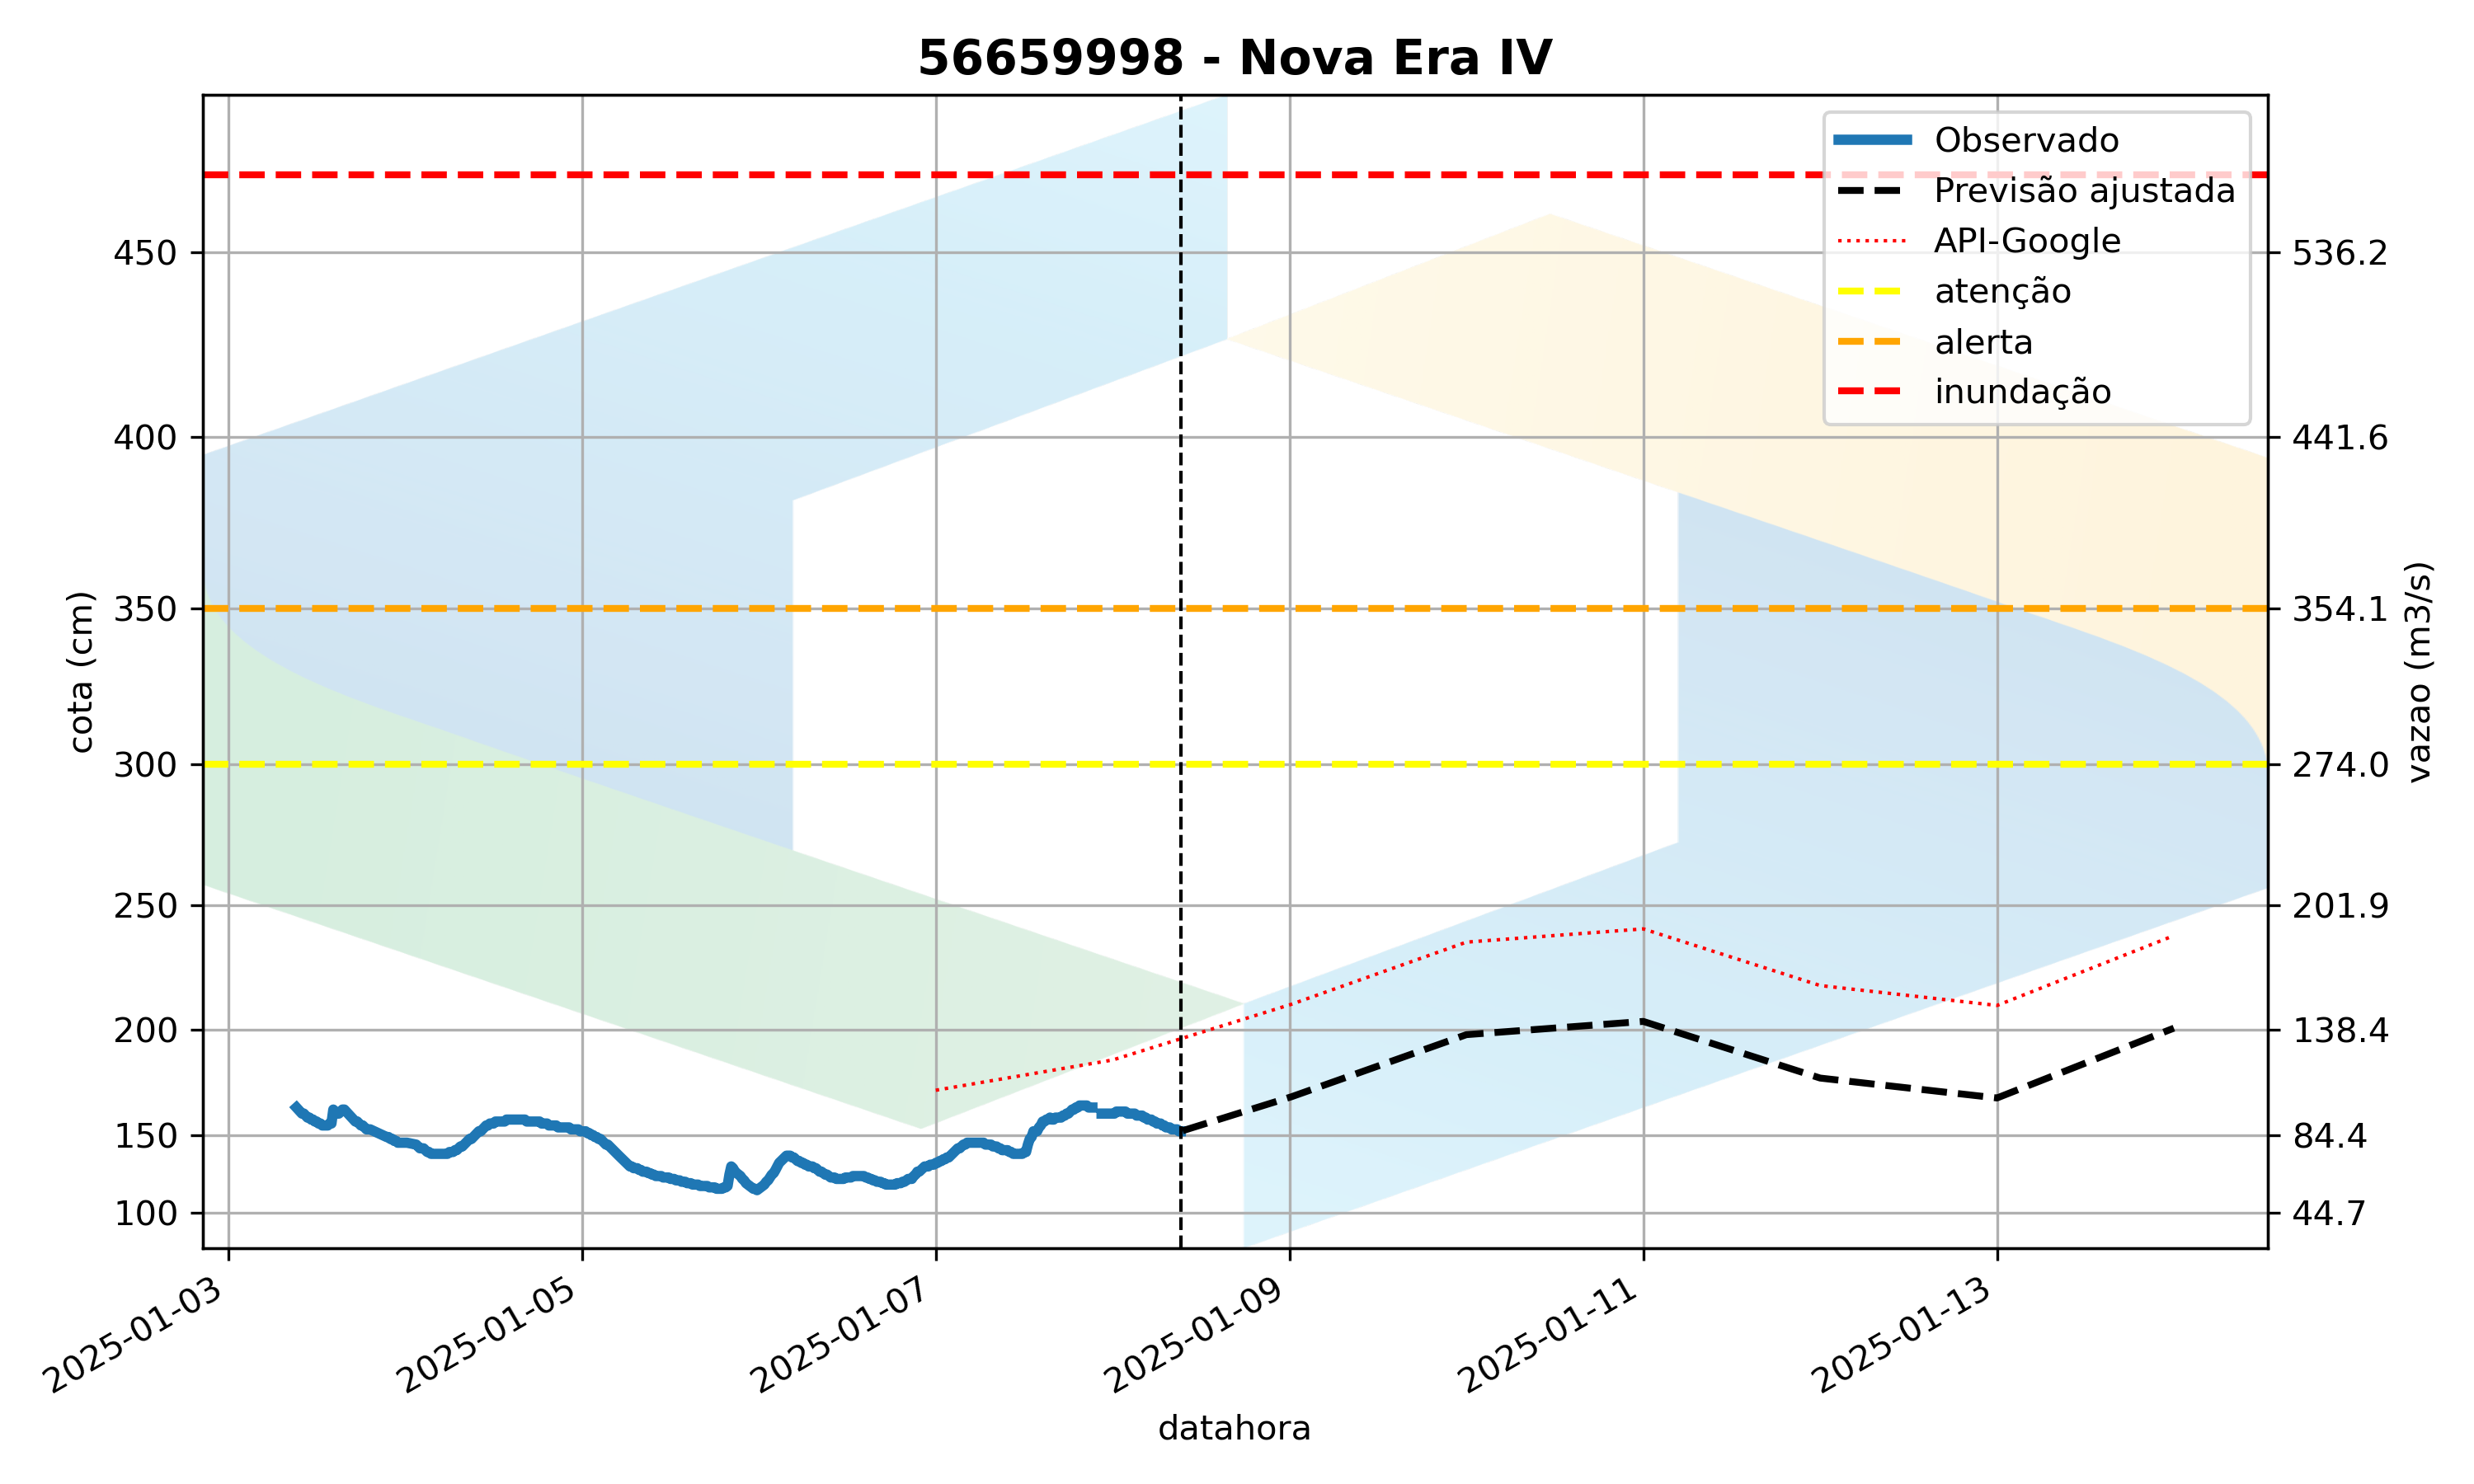 56659998 - Nova Era IV
Observado
Previsão ajustada
API-Google
atenção
alerta
inundação
450
400
350
300
250
200
150
100
cota (cm)
536.2
441.6
354.1
274.0
201.9
138.4
84.4
44.7
vazao (m3/s)
2025-01-03
2025-01-05
2025-01-07
2025-01-09
2025-01-11
2025-01-13
datahora